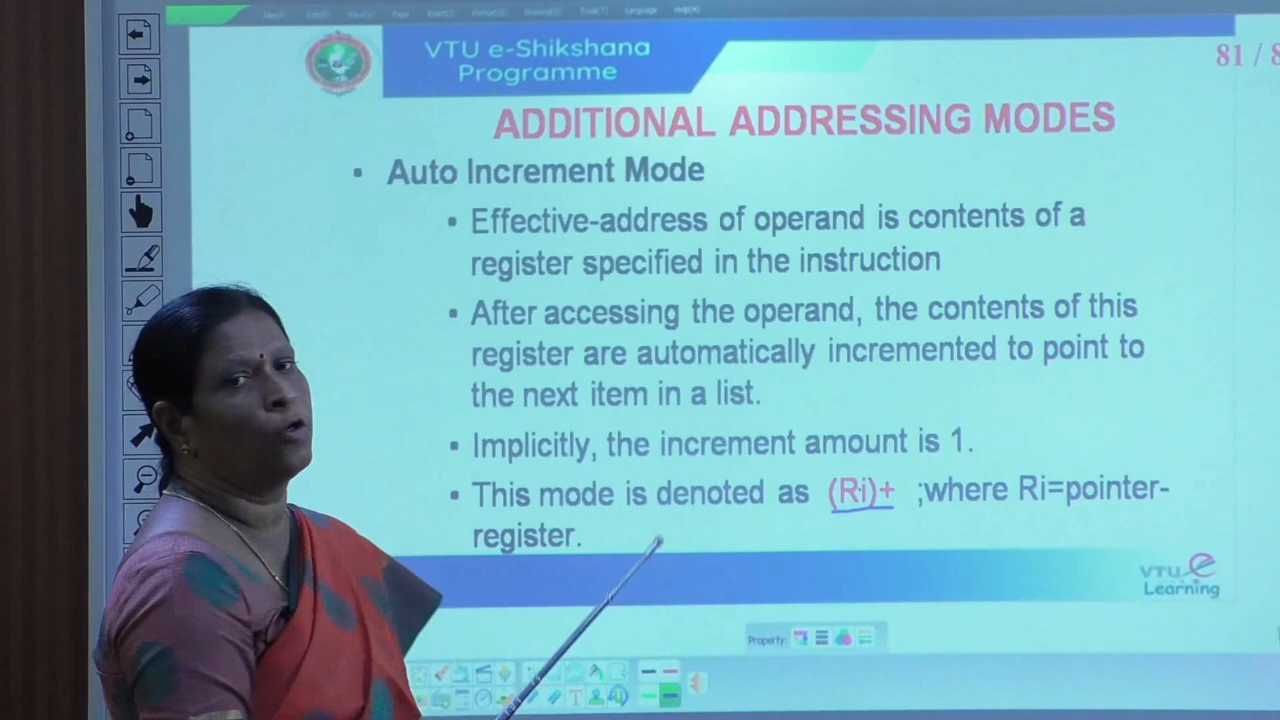 VTU e-Shikshana
Programme
81 / 8
ADDITIONAL ADDRESSING MODES
▪ Auto Increment Mode
▪ Effective-address of operand is contents of a
register specified in the instruction
▪ After accessing the operand, the contents of this
register are automatically incremented to point to
the next item in a list.
▪ Implicitly, the increment amount is 1.
▪ This mode is denoted as (Ri)+ ;where Ri=pointer-
register.
VTU e
Learning
Property: